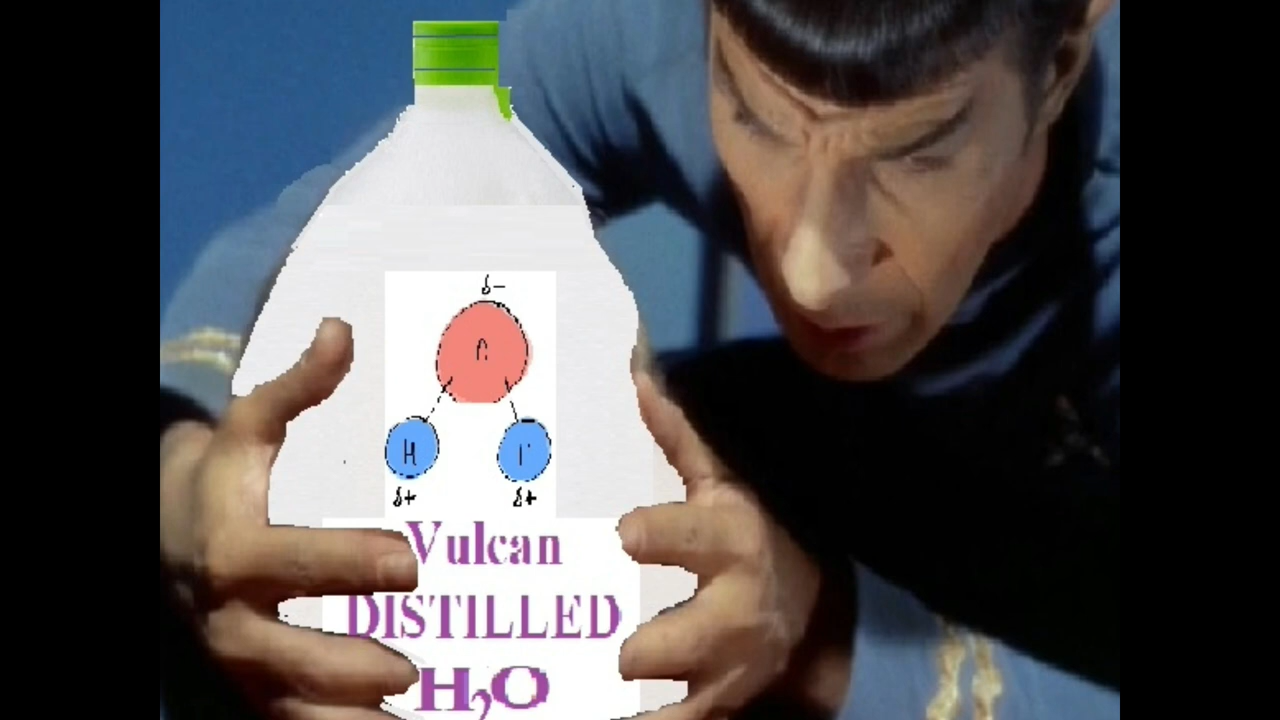 δ−
H
δ+ δ+
Vulcan
DISTILLED
H₂O